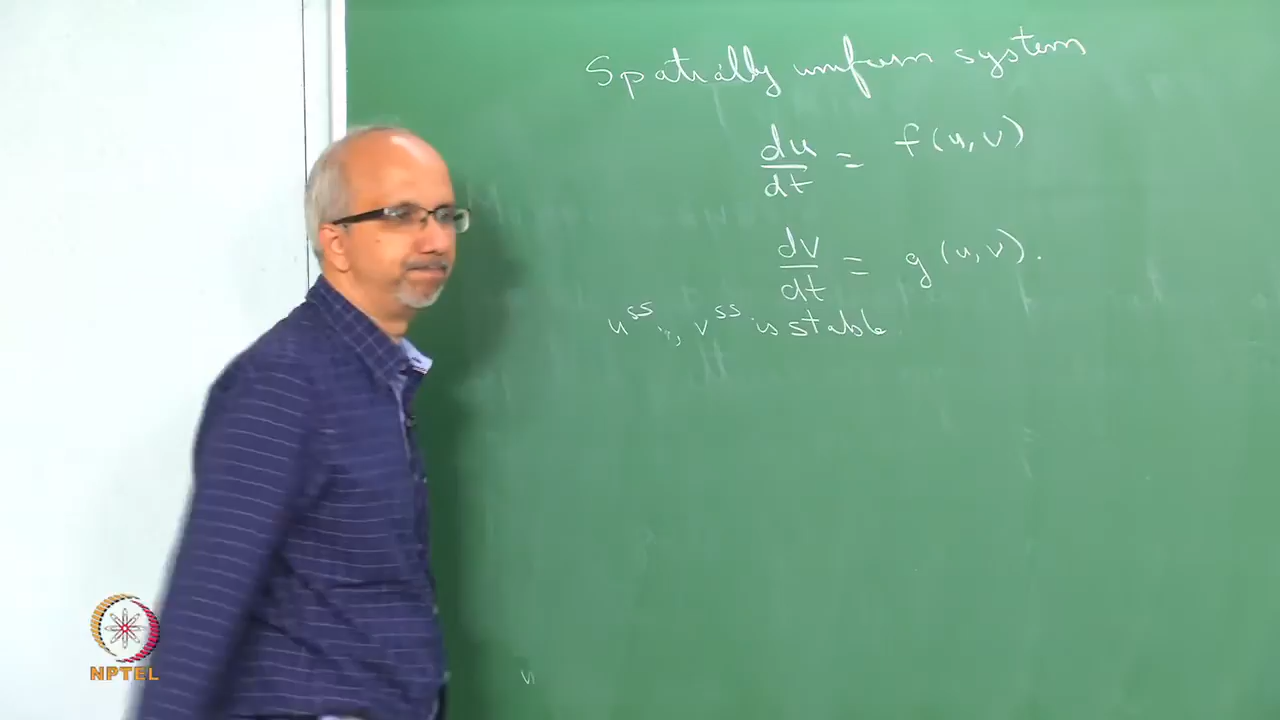 Spatially uniform system
du/dt = f(u,v)
dv/dt = g(u,v).
u^ss, v^ss is stable
NPTEL